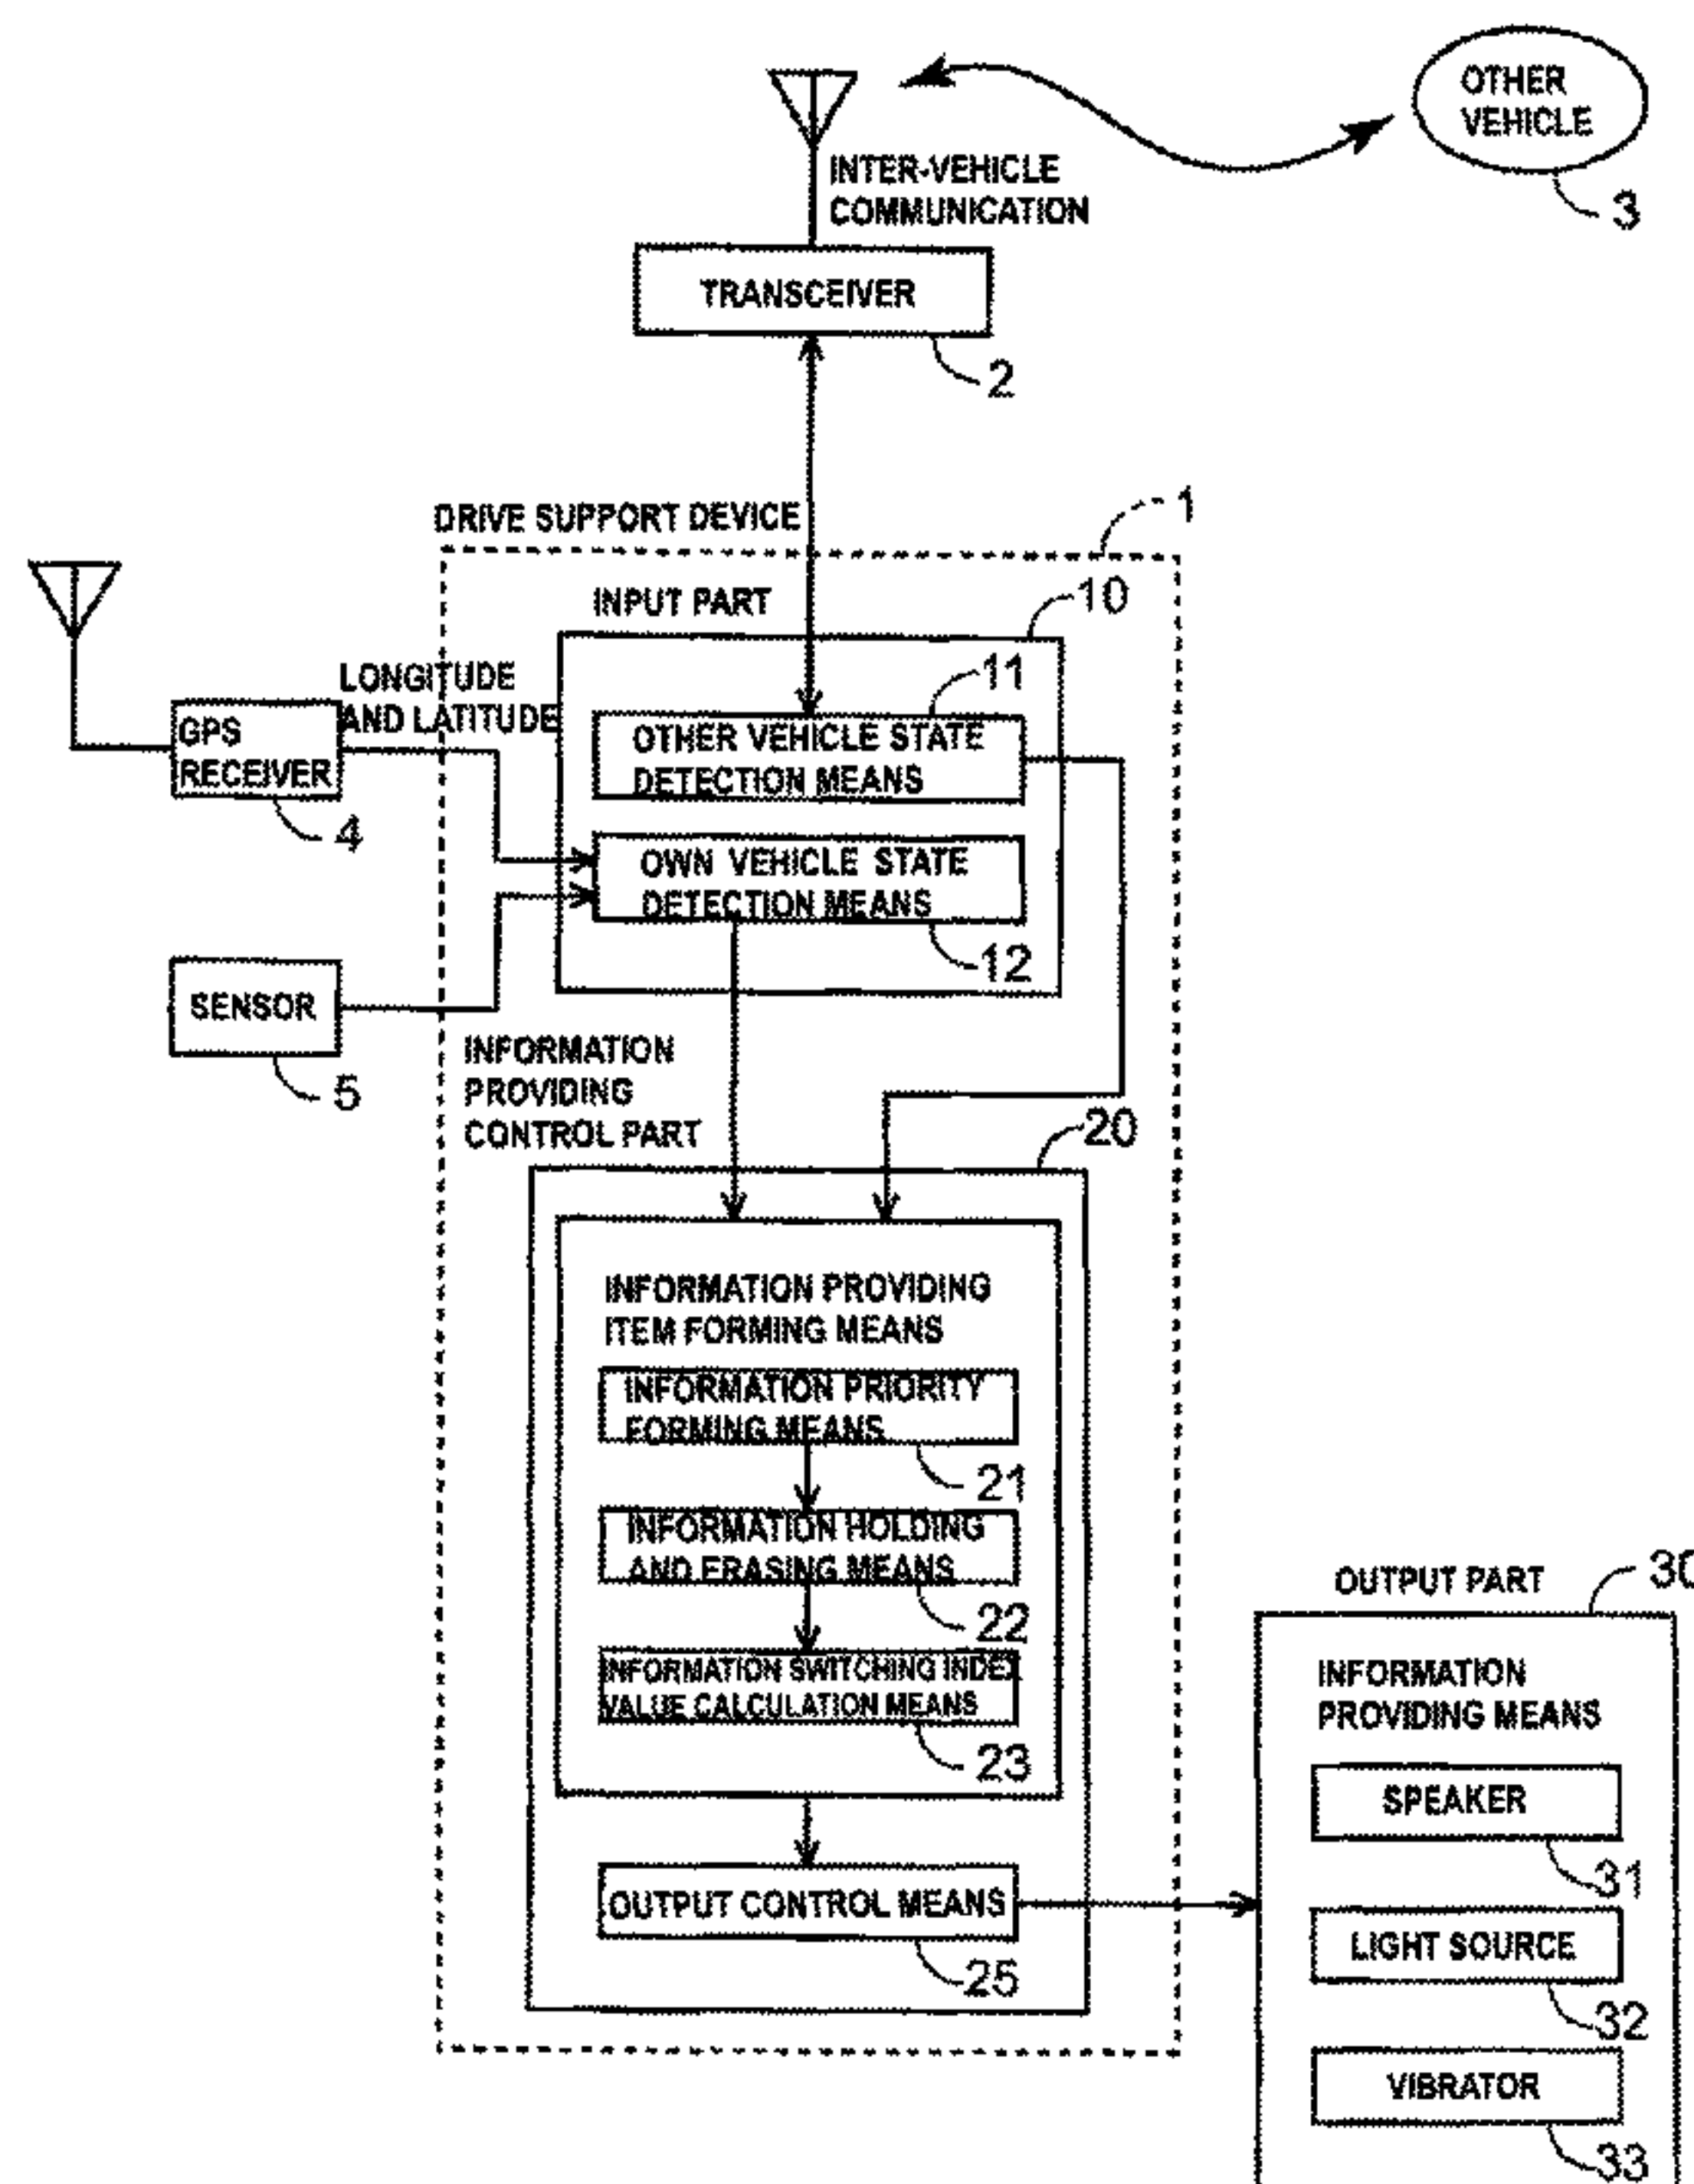 OTHER
VEHICLE
3
INTER-VEHICLE
COMMUNICATION
TRANSCEIVER
2
DRIVE SUPPORT DEVICE
1
INPUT PART
10
LONGITUDE
AND LATITUDE
GPS
RECEIVER
4
11
OTHER VEHICLE STATE
DETECTION MEANS
OWN VEHICLE STATE
DETECTION MEANS
12
SENSOR
5
INFORMATION
PROVIDING
CONTROL PART
20
INFORMATION PROVIDING
ITEM FORMING MEANS
INFORMATION PRIORITY
FORMING MEANS
21
INFORMATION HOLDING
AND ERASING MEANS
22
INFORMATION SWITCHING INDEX
VALUE CALCULATION MEANS
23
OUTPUT CONTROL MEANS
25
OUTPUT PART
30
INFORMATION
PROVIDING MEANS
SPEAKER
31
LIGHT SOURCE
32
VIBRATOR
33